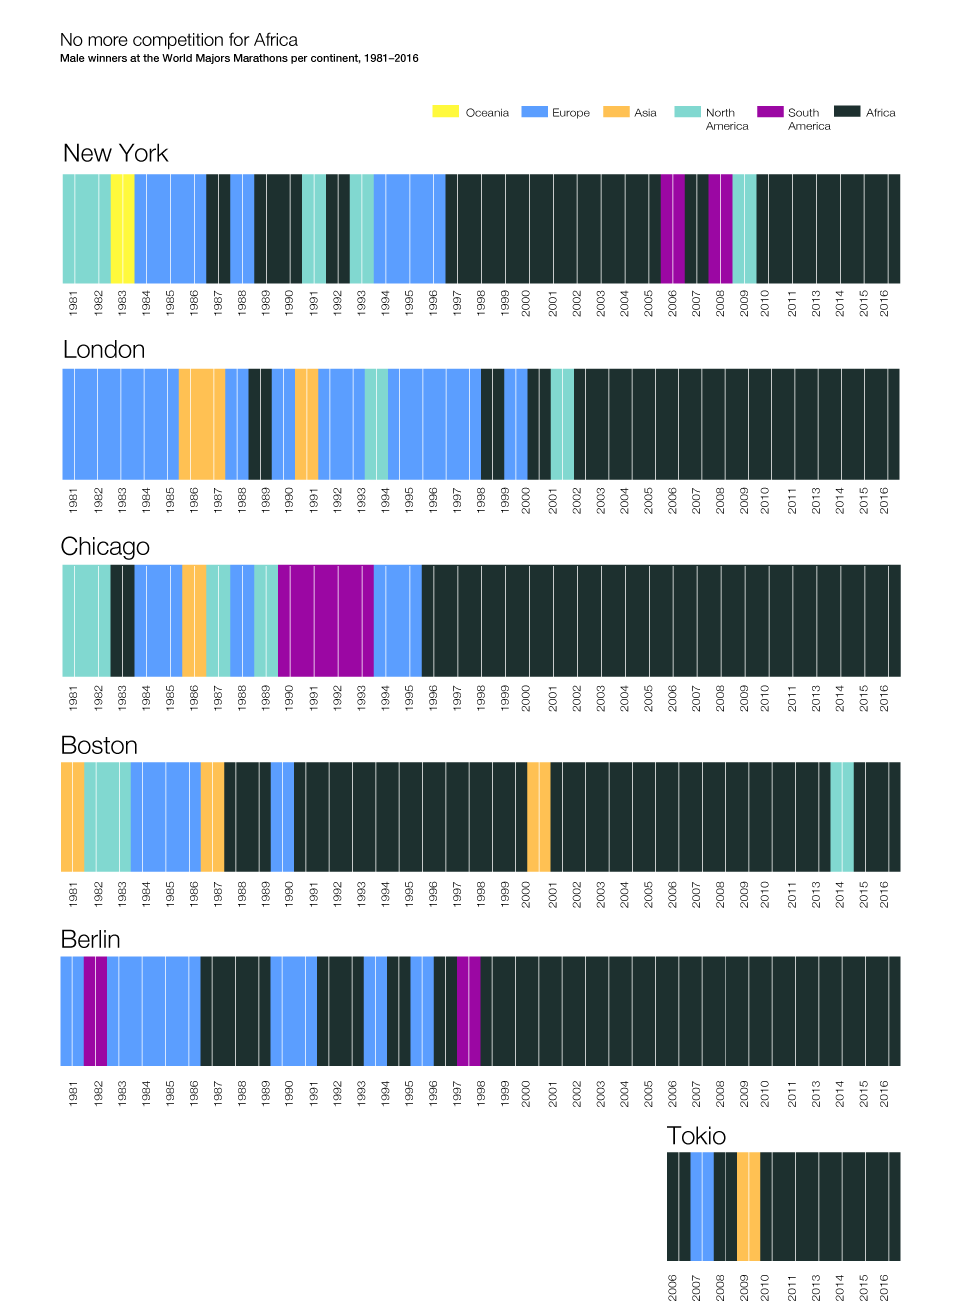 No more competition for Africa
Male winners at the World Majors Marathons per continent, 1981–2016
Oceania Europe Asia North America South America Africa
New York
1981 1982 1983 1984 1985 1986 1987 1988 1989 1990 1991 1992 1993 1994 1995 1996 1997 1998 1999 2000 2001 2002 2003 2004 2005 2006 2007 2008 2009 2010 2011 2012 2013 2014 2015 2016
London
1981 1982 1983 1984 1985 1986 1987 1988 1989 1990 1991 1992 1993 1994 1995 1996 1997 1998 1999 2000 2001 2002 2003 2004 2005 2006 2007 2008 2009 2010 2011 2012 2013 2014 2015 2016
Chicago
1981 1982 1983 1984 1985 1986 1987 1988 1989 1990 1991 1992 1993 1994 1995 1996 1997 1998 1999 2000 2001 2002 2003 2004 2005 2006 2007 2008 2009 2010 2011 2012 2013 2014 2015 2016
Boston
1981 1982 1983 1984 1985 1986 1987 1988 1989 1990 1991 1992 1993 1994 1995 1996 1997 1998 1999 2000 2001 2002 2003 2004 2005 2006 2007 2008 2009 2010 2011 2012 2013 2014 2015 2016
Berlin
1981 1982 1983 1984 1985 1986 1987 1988 1989 1990 1991 1992 1993 1994 1995 1996 1997 1998 1999 2000 2001 2002 2003 2004 2005 2006 2007 2008 2009 2010 2011 2012 2013 2014 2015 2016
Tokio
2006 2007 2008 2009 2010 2011 2012 2013 2014 2015 2016